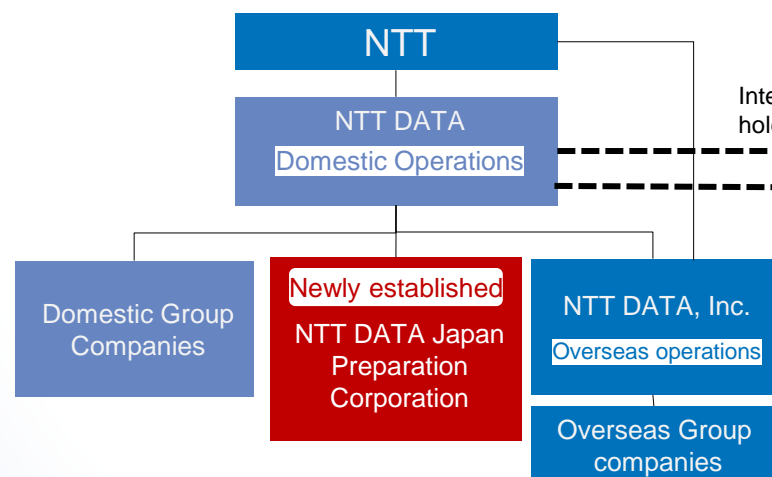 NTT
NTT DATA
Domestic Operations
Domestic Group
Companies
Newly established
NTT DATA Japan
Preparation
Corporation
NTT DATA, Inc.
Overseas operations
Overseas Group
companies